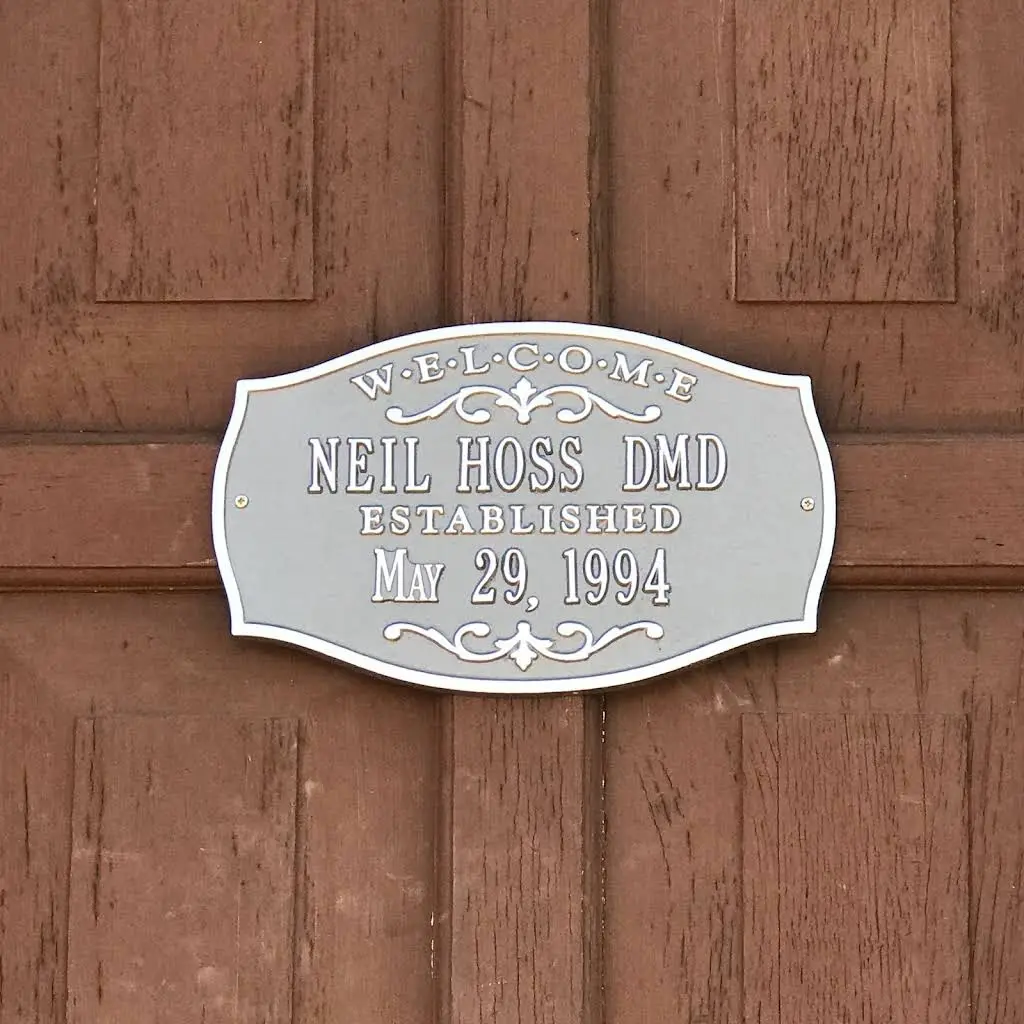 W·E·L·C·O·M·E
NEIL HOSS DMD
ESTABLISHED
MAY 29, 1994